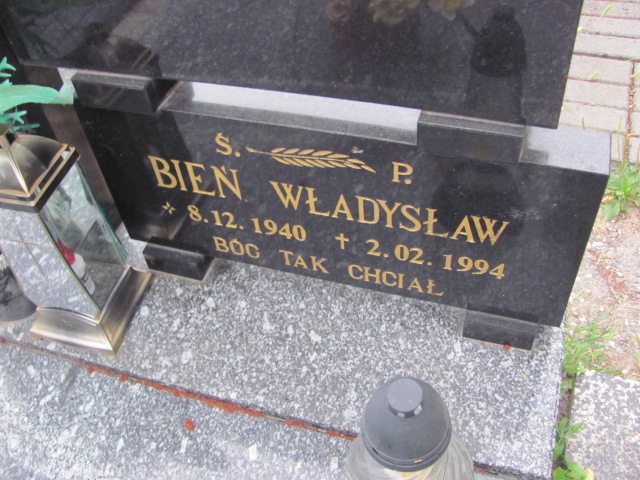 Ś. P.
BIEŃ WŁADYSŁAW
* 8.12.1940 † 2.02.1994
BÓG TAK CHCIAŁ